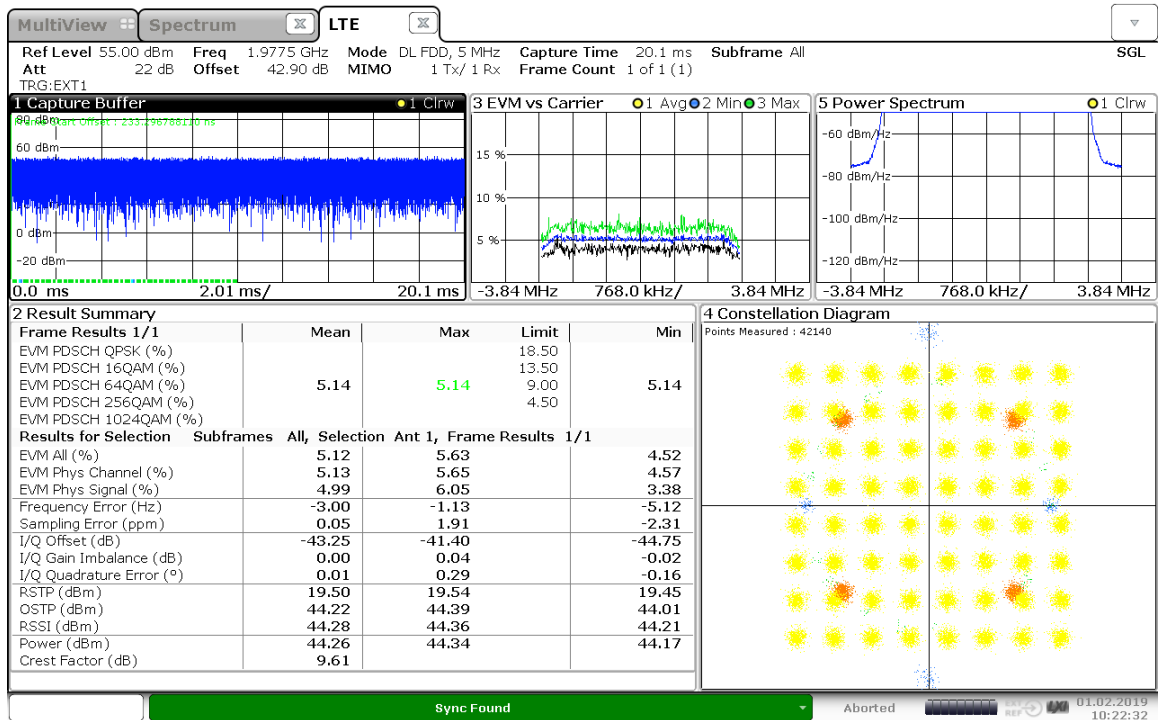 MultiView Spectrum LTE
Ref Level 55.00 dBm Freq 1.9775 GHz Mode DL FDD, 5 MHz Capture Time 20.1 ms Subframe All SGL
Att 22 dB Offset 42.90 dB MIMO 1 Tx/ 1 Rx Frame Count 1 of 1 (1)
TRG:EXT1
1 Capture Buffer 1 Clrw
80 dBm
Frame Start Offset : 233.296788110 ns
60 dBm
0 dBm
-20 dBm
0.0 ms 2.01 ms/ 20.1 ms
3 EVM vs Carrier 1 Avg 2 Min 3 Max
15 %
10 %
5 %
-3.84 MHz 768.0 kHz/ 3.84 MHz
5 Power Spectrum 1 Clrw
-60 dBm/Hz
-80 dBm/Hz
-100 dBm/Hz
-120 dBm/Hz
-3.84 MHz 768.0 kHz/ 3.84 MHz
2 Result Summary
Frame Results 1/1 Mean Max Limit Min
EVM PDSCH QPSK (%) 18.50
EVM PDSCH 16QAM (%) 13.50
EVM PDSCH 64QAM (%) 5.14 5.14 9.00 5.14
EVM PDSCH 256QAM (%) 4.50
EVM PDSCH 1024QAM (%)
Results for Selection Subframes All, Selection Ant 1, Frame Results 1/1
EVM All (%) 5.12 5.63 4.52
EVM Phys Channel (%) 5.13 5.65 4.57
EVM Phys Signal (%) 4.99 6.05 3.38
Frequency Error (Hz) -3.00 -1.13 -5.12
Sampling Error (ppm) 0.05 1.91 -2.31
I/Q Offset (dB) -43.25 -41.40 -44.75
I/Q Gain Imbalance (dB) 0.00 0.04 -0.02
I/Q Quadrature Error (º) 0.01 0.29 -0.16
RSTP (dBm) 19.50 19.54 19.45
OSTP (dBm) 44.22 44.39 44.01
RSSI (dBm) 44.28 44.36 44.21
Power (dBm) 44.26 44.34 44.17
Crest Factor (dB) 9.61
4 Constellation Diagram
Points Measured : 42140
Sync Found
Aborted
EXT
REF
LXI
01.02.2019
10:22:32